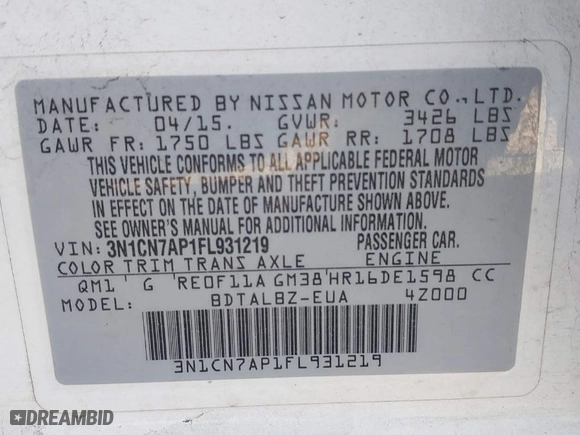 MANUFACTURED BY NISSAN MOTOR CO.,LTD.
DATE: 04/15. GVWR: 3426 LBS
GAWR FR: 1750 LBS GAWR RR: 1708 LBS
THIS VEHICLE CONFORMS TO ALL APPLICABLE FEDERAL MOTOR
VEHICLE SAFETY, BUMPER AND THEFT PREVENTION STANDARDS
IN EFFECT ON THE DATE OF MANUFACTURE SHOWN ABOVE.
SEE OWNER'S MANUAL FOR ADDITIONAL INFORMATION.
VIN: 3N1CN7AP1FL931219 PASSENGER CAR.
COLOR TRIM TRANS AXLE ENGINE
QM1 G RE0F11A GM38 HR16DE1598 CC
MODEL: BDTALBZ-EUA 4Z000
3N1CN7AP1FL931219
DREAMBID